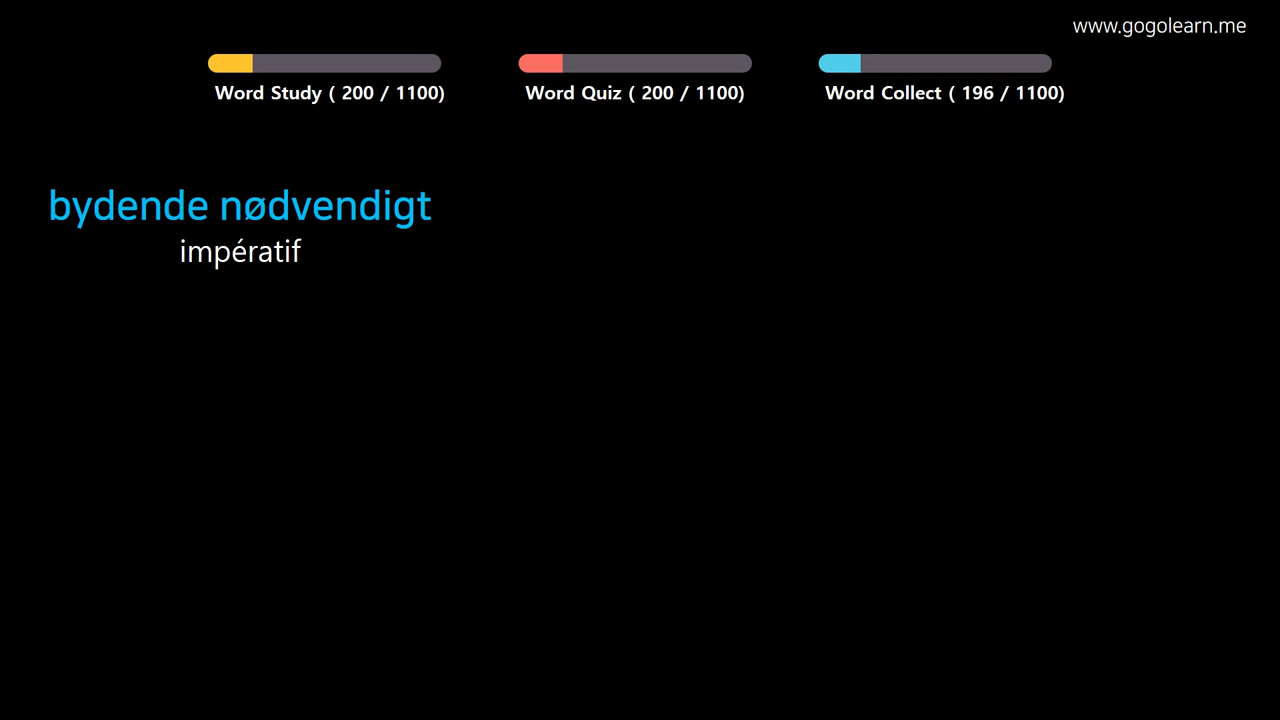 www.gogolearn.me
Word Study ( 200 / 1100)
Word Quiz ( 200 / 1100)
Word Collect ( 196 / 1100)
bydende nødvendigt
impératif